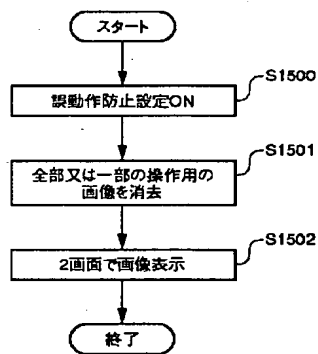 スタート
S1500
誤動作防止設定ON
S1501
全部又は一部の操作用の
画像を消去
S1502
2画面で画像表示
終了